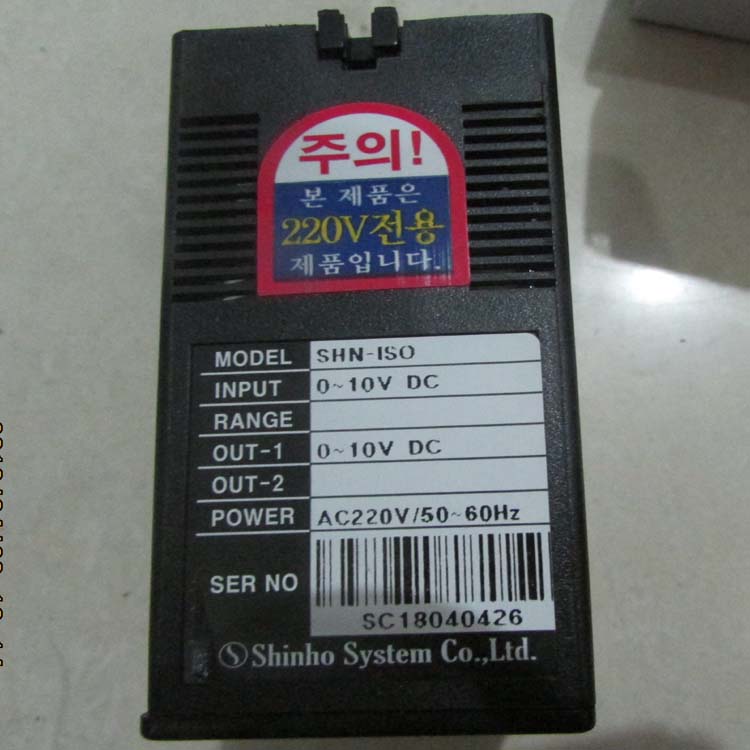 주의!
본 제품은
220V전용
제품입니다.
MODEL SHN-ISO
INPUT 0~10V DC
RANGE
OUT-1 0~10V DC
OUT-2
POWER AC220V/50~60Hz
SER NO
SC18040426
Shinho System Co.,Ltd.